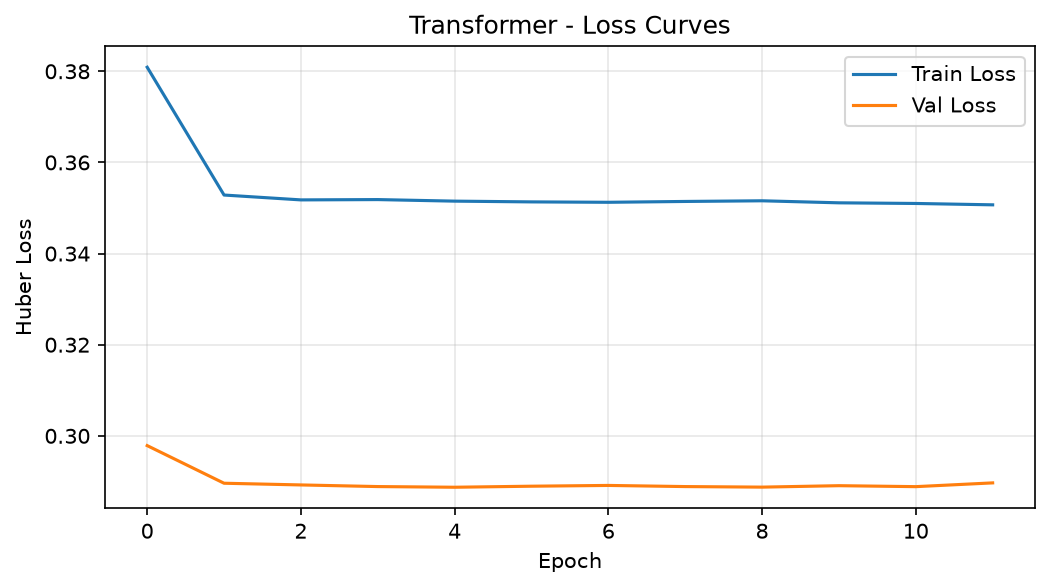 Transformer - Loss Curves
Train Loss
Val Loss
Huber Loss
0.38
0.36
0.34
0.32
0.30
0 2 4 6 8 10
Epoch